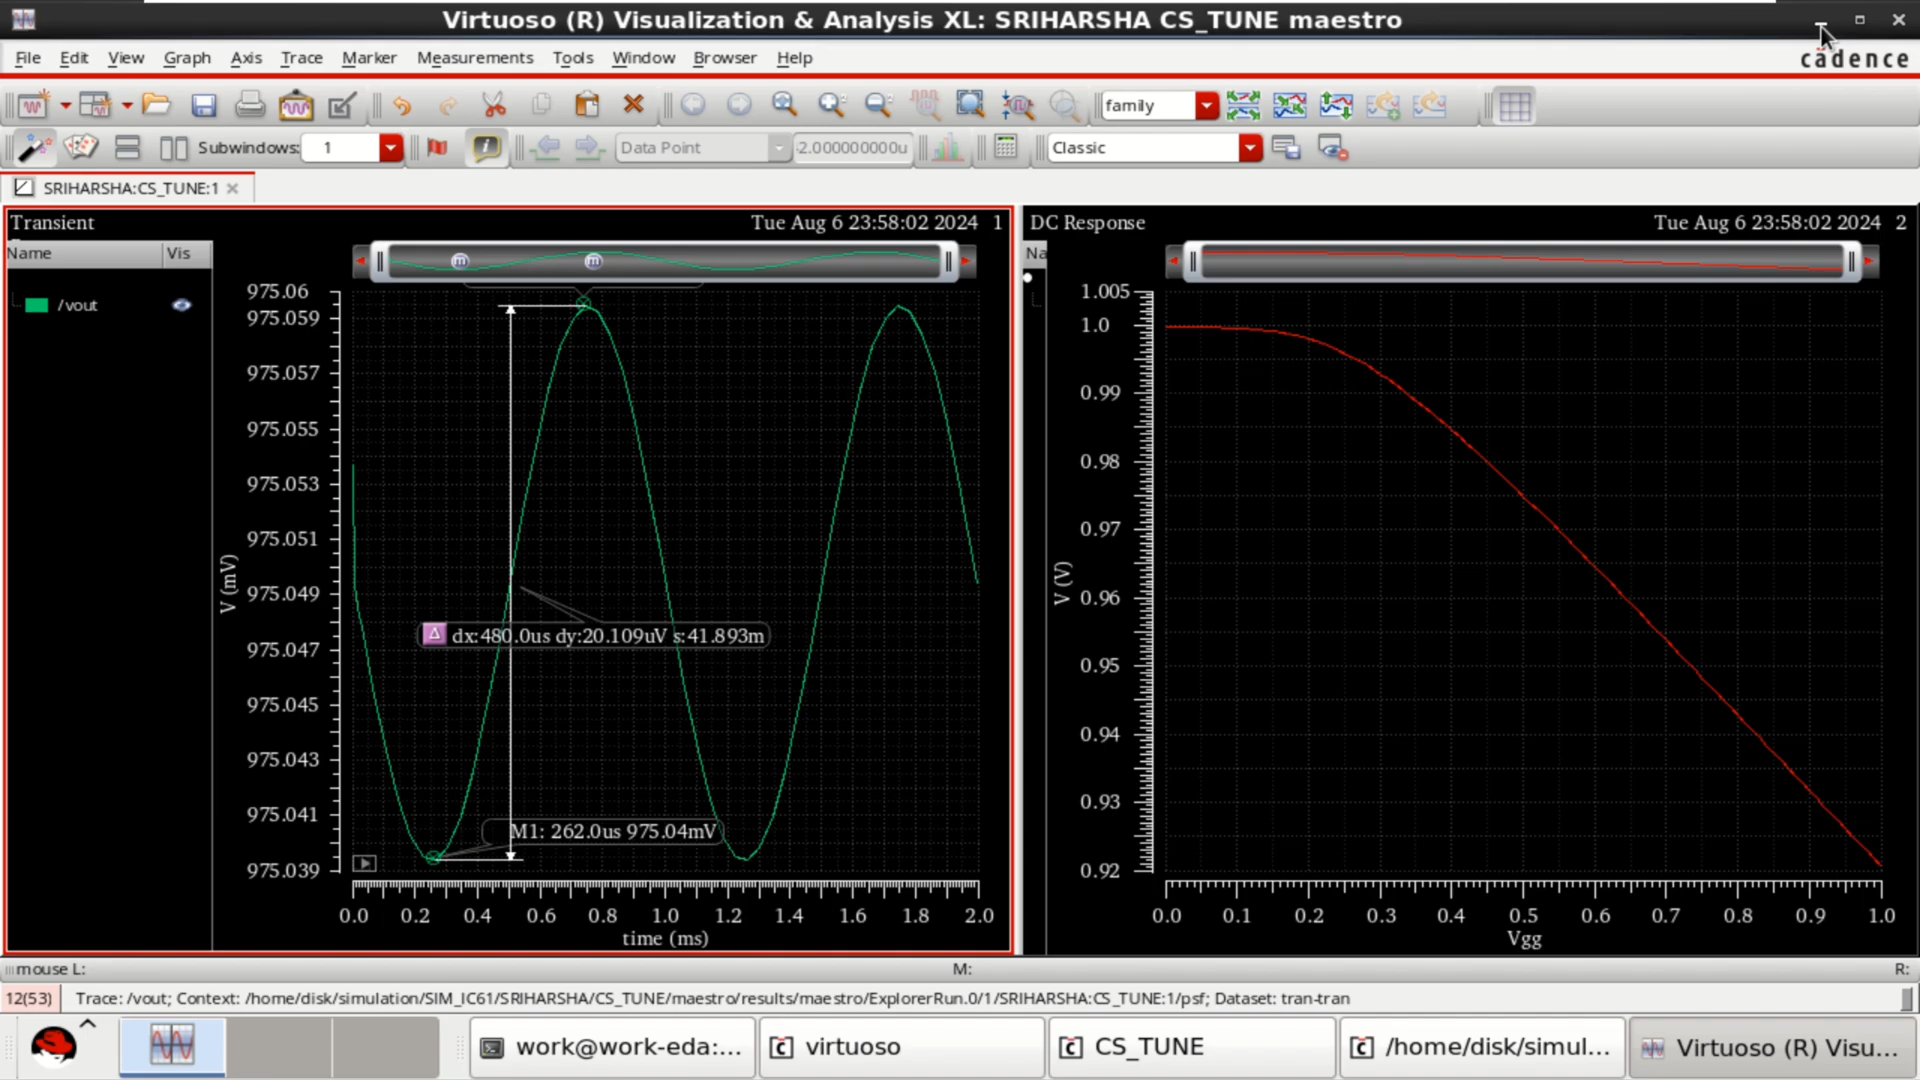 Virtuoso (R) Visualization & Analysis XL: SRIHARSHA CS_TUNE maestro
File Edit View Graph Axis Trace Marker Measurements Tools Window Browser Help
cādence
family
Subwindows: 1
Data Point
-2.000000000u
Classic
SRIHARSHA:CS_TUNE:1
Transient
Tue Aug 6 23:58:02 2024 1
Name Vis
/vout
975.06
975.059
975.057
975.055
975.053
975.051
975.049
975.047
975.045
975.043
975.041
975.039
V (mV)
dx:480.0us dy:20.109uV s:41.893m
M1: 262.0us 975.04mV
0.0 0.2 0.4 0.6 0.8 1.0 1.2 1.4 1.6 1.8 2.0
time (ms)
DC Response
Tue Aug 6 23:58:02 2024 2
Na
1.005
1.0
0.99
0.98
0.97
0.96
0.95
0.94
0.93
0.92
V (V)
0.0 0.1 0.2 0.3 0.4 0.5 0.6 0.7 0.8 0.9 1.0
Vgg
mouse L: M: R:
12(53) Trace: /vout; Context: /home/disk/simulation/SIM_IC61/SRIHARSHA/CS_TUNE/maestro/results/maestro/ExplorerRun.0/1/SRIHARSHA:CS_TUNE:1/psf; Dataset: tran-tran
work@work-eda:...
virtuoso
CS_TUNE
/home/disk/simul...
Virtuoso (R) Visu...